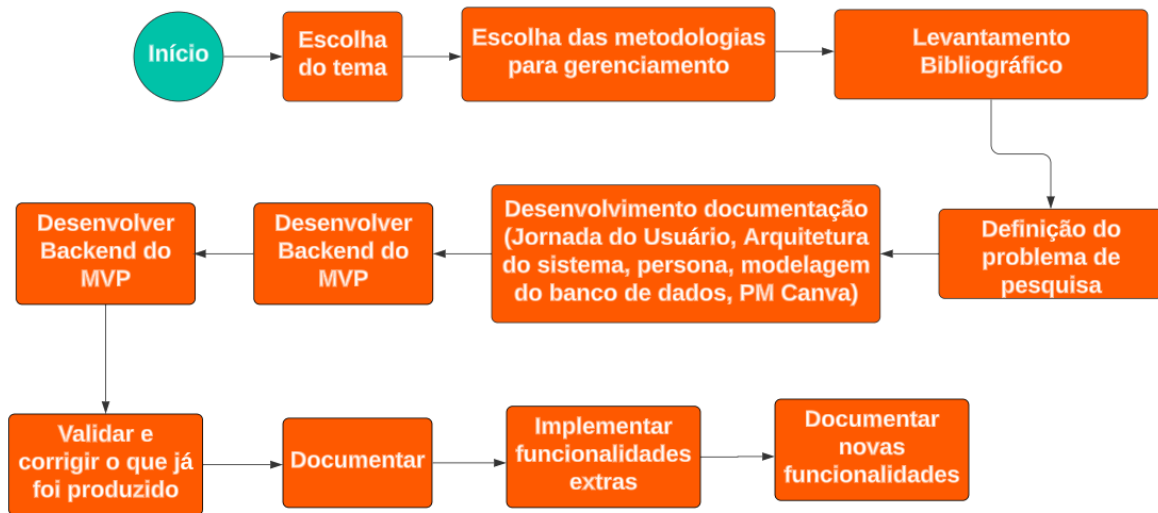 Início
Escolha
do tema
Escolha das metodologias
para gerenciamento
Levantamento
Bibliográfico
Definição do
problema de
pesquisa
Desenvolvimento documentação
(Jornada do Usuário, Arquitetura
do sistema, persona, modelagem
do banco de dados, PM Canva)
Desenvolver
Backend do
MVP
Desenvolver
Backend do
MVP
Validar e
corrigir o que já
foi produzido
Documentar
Implementar
funcionalidades
extras
Documentar
novas
funcionalidades